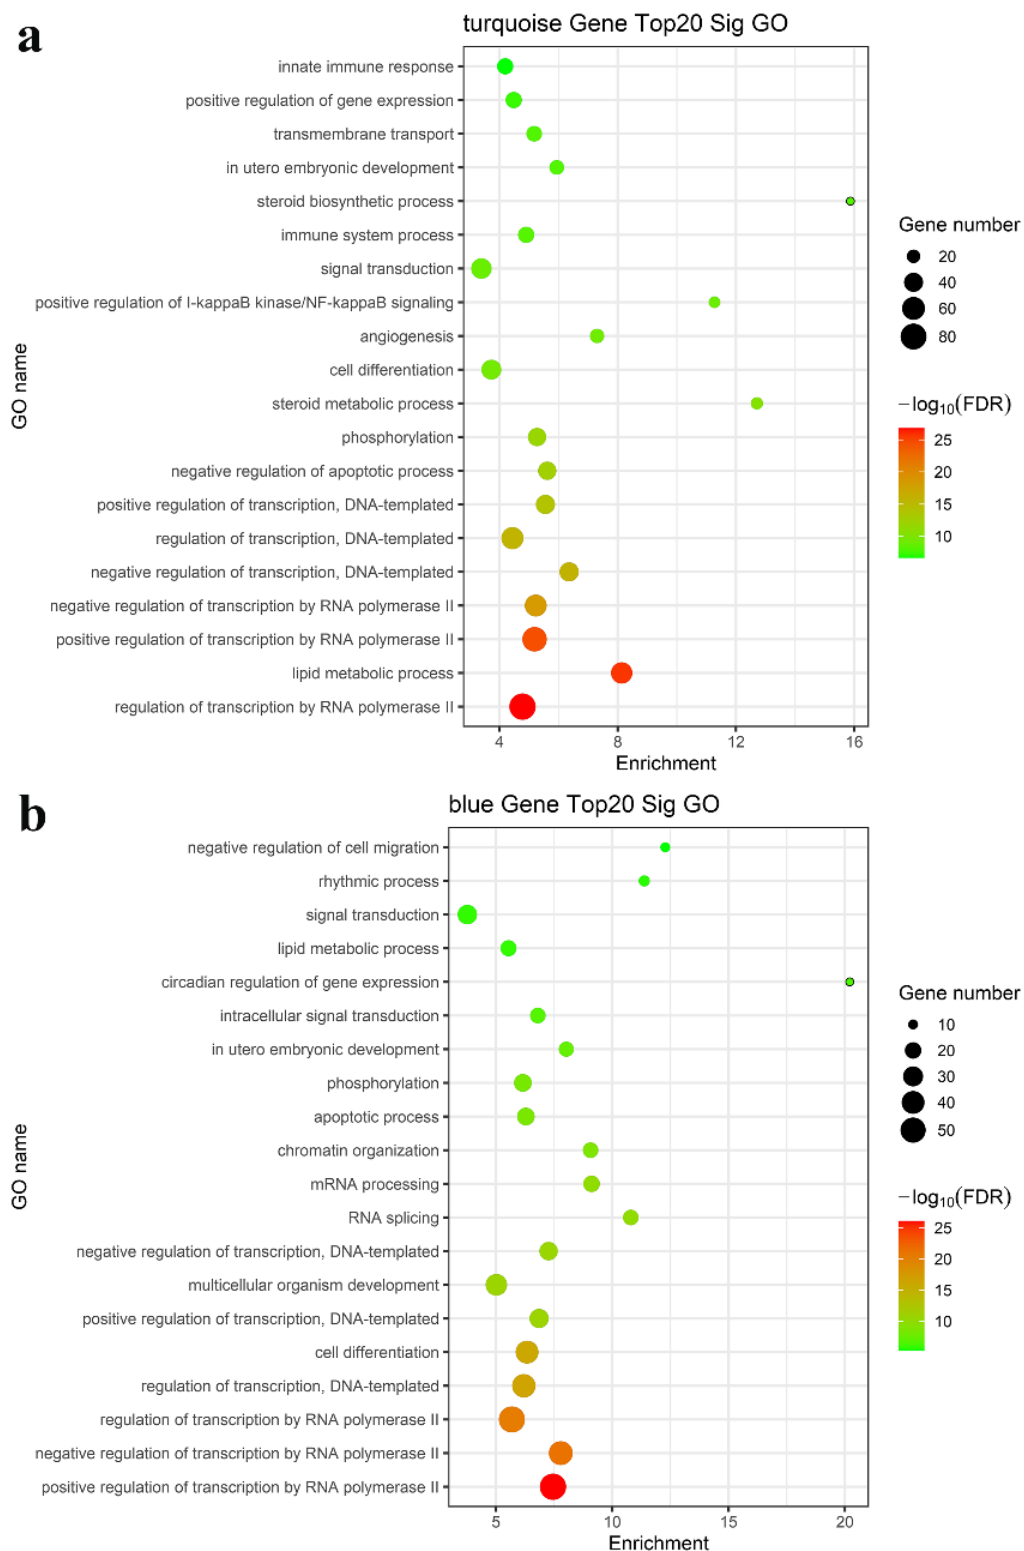 a
turquoise Gene Top20 Sig GO
innate immune response
positive regulation of gene expression
transmembrane transport
in utero embryonic development
steroid biosynthetic process
immune system process
signal transduction
positive regulation of I-kappaB kinase/NF-kappaB signaling
angiogenesis
cell differentiation
steroid metabolic process
phosphorylation
negative regulation of apoptotic process
positive regulation of transcription, DNA-templated
regulation of transcription, DNA-templated
negative regulation of transcription, DNA-templated
negative regulation of transcription by RNA polymerase II
positive regulation of transcription by RNA polymerase II
lipid metabolic process
regulation of transcription by RNA polymerase II
GO name
4 8 12 16
Enrichment
Gene number
20
40
60
80
−log₁₀(FDR)
25
20
15
10
b
blue Gene Top20 Sig GO
negative regulation of cell migration
rhythmic process
signal transduction
lipid metabolic process
circadian regulation of gene expression
intracellular signal transduction
in utero embryonic development
phosphorylation
apoptotic process
chromatin organization
mRNA processing
RNA splicing
negative regulation of transcription, DNA-templated
multicellular organism development
positive regulation of transcription, DNA-templated
cell differentiation
regulation of transcription, DNA-templated
regulation of transcription by RNA polymerase II
negative regulation of transcription by RNA polymerase II
positive regulation of transcription by RNA polymerase II
GO name
5 10 15 20
Enrichment
Gene number
10
20
30
40
50
−log₁₀(FDR)
25
20
15
10